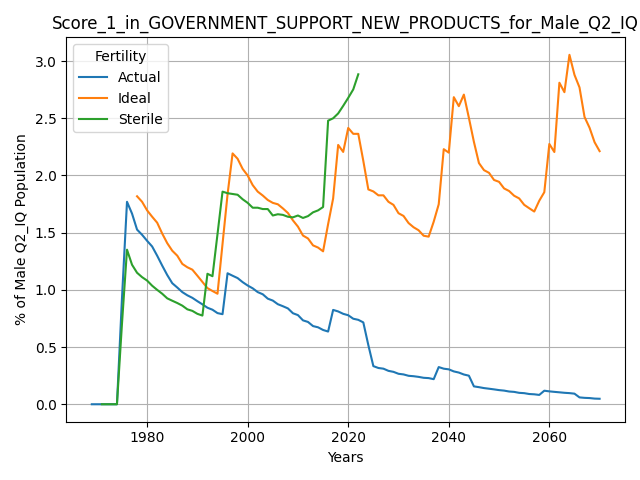 Score_1_in_GOVERNMENT_SUPPORT_NEW_PRODUCTS_for_Male_Q2_IQ
Fertility
Actual
Ideal
Sterile
% of Male Q2_IQ Population
3.0
2.5
2.0
1.5
1.0
0.5
0.0
1980 2000 2020 2040 2060
Years